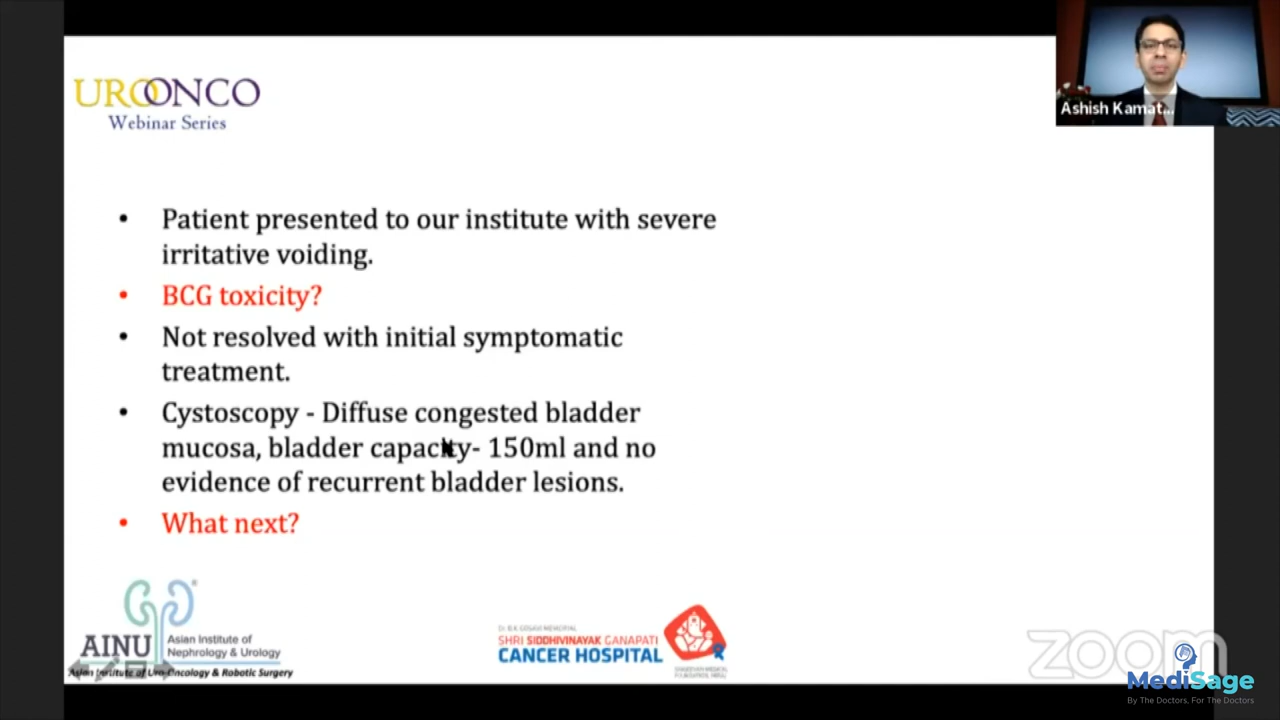 UROONCO
Webinar Series
Ashish Kamat...
• Patient presented to our institute with severe
irritative voiding.
• BCG toxicity?
• Not resolved with initial symptomatic
treatment.
• Cystoscopy - Diffuse congested bladder
mucosa, bladder capacity- 150ml and no
evidence of recurrent bladder lesions.
• What next?
AINU
Asian Institute of
Nephrology & Urology
Asian Institute of Uro-Oncology & Robotic Surgery
SHRI SIDDHIVINAYAK GANAPATI
CANCER HOSPITAL
zoom
MediSage
By The Doctors, For The Doctors